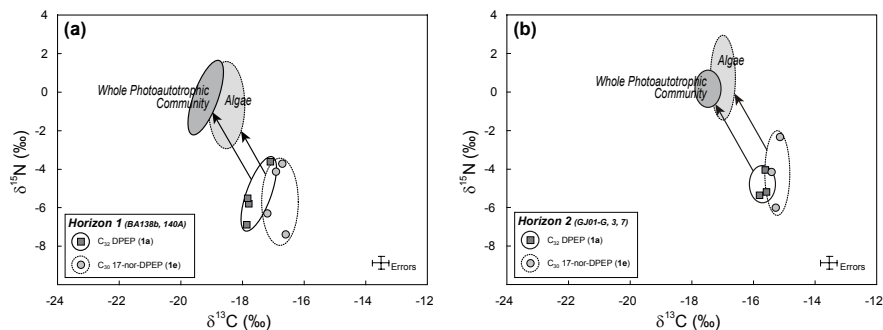 (a)
δ¹⁵N (‰)
4
2
0
-2
-4
-6
-8
Whole Photoautotrophic
Community
Algae
Horizon 1 (BA138b, 140A)
C₃₂ DPEP (1a)
C₃₀ 17-nor-DPEP (1e)
Errors
-24 -22 -20 -18 -16 -14 -12
δ¹³C (‰)
(b)
δ¹⁵N (‰)
4
2
0
-2
-4
-6
-8
Algae
Whole Photoautotrophic
Community
Horizon 2 (GJ01-G, 3, 7)
C₃₂ DPEP (1a)
C₃₀ 17-nor-DPEP (1e)
Errors
-24 -22 -20 -18 -16 -14 -12
δ¹³C (‰)